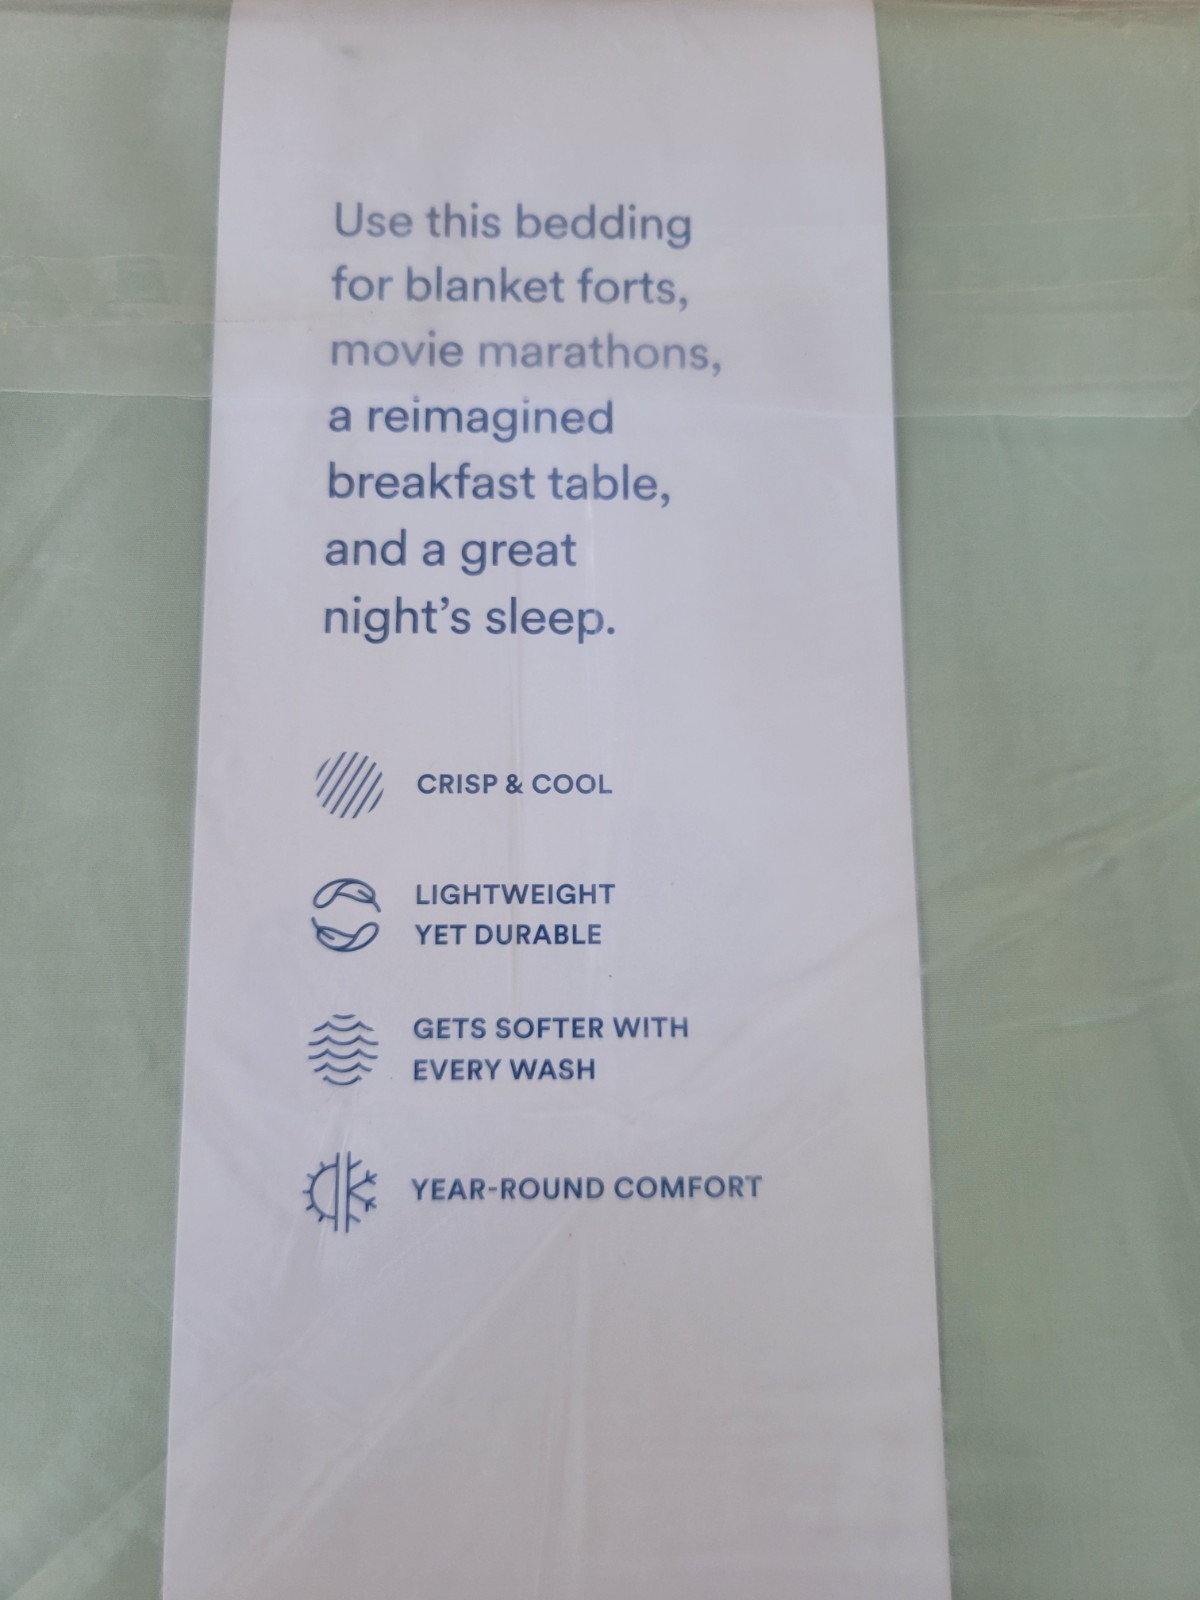 Use this bedding
for blanket forts,
movie marathons,
a reimagined
breakfast table,
and a great
night’s sleep.
CRISP & COOL
LIGHTWEIGHT
YET DURABLE
GETS SOFTER WITH
EVERY WASH
YEAR-ROUND COMFORT